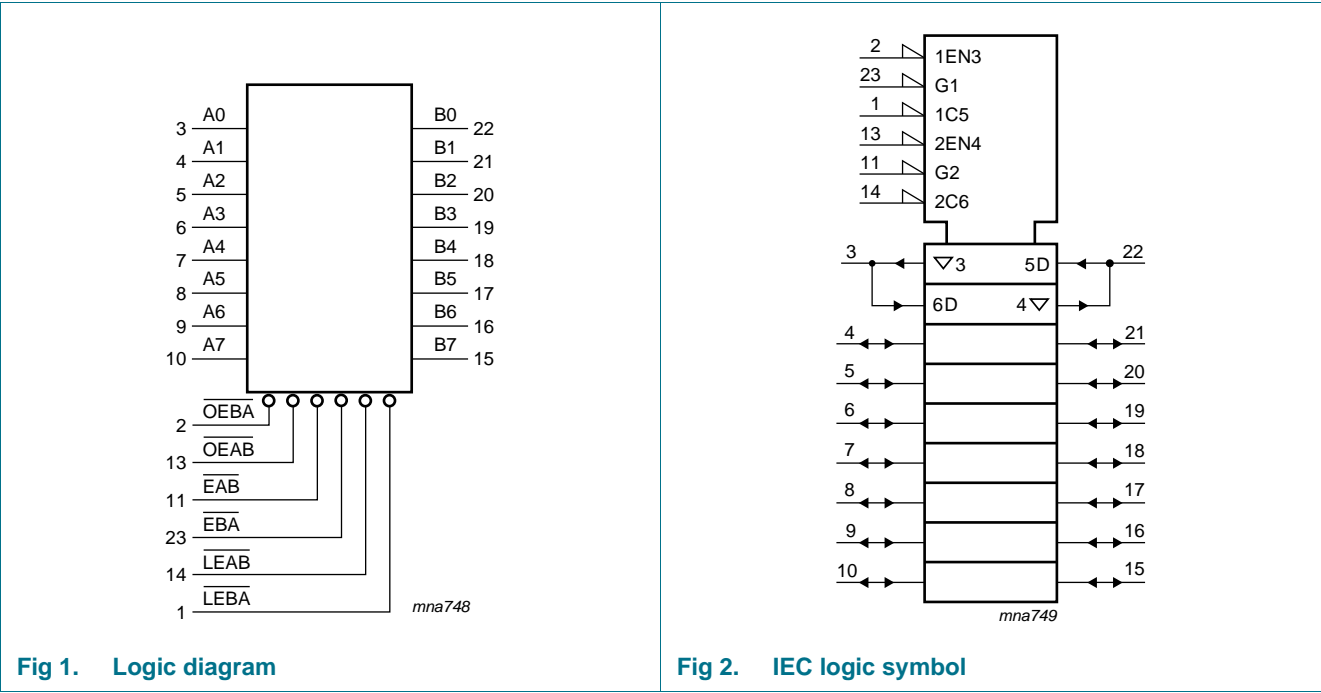 A0 B0
3 22
A1 B1
4 21
A2 B2
5 20
A3 B3
6 19
A4 B4
7 18
A5 B5
8 17
A6 B6
9 16
A7 B7
10 15
OEBA
2
OEAB
13
EAB
11
EBA
23
LEAB
14
LEBA
1
mna748
Fig 1. Logic diagram
2 1EN3
23 G1
1 1C5
13 2EN4
11 G2
14 2C6
3 ▽3 5D 22
6D 4▽
4 21
5 20
6 19
7 18
8 17
9 16
10 15
mna749
Fig 2. IEC logic symbol